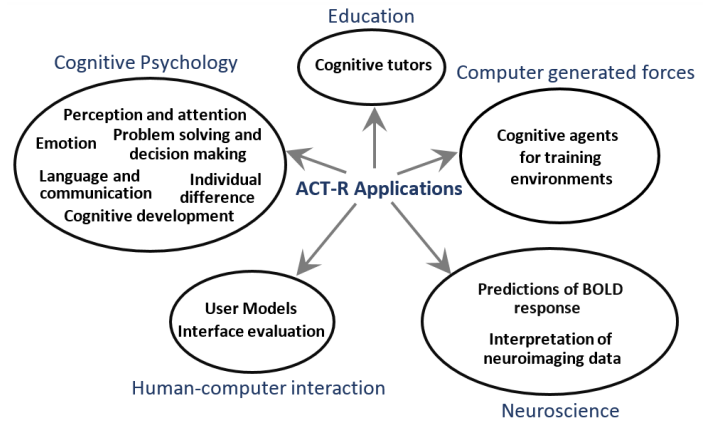 Education
Cognitive tutors
Cognitive Psychology
Perception and attention
Emotion
Problem solving and
decision making
Language and
communication
Individual
difference
Cognitive development
Computer generated forces
Cognitive agents
for training
environments
ACT-R Applications
User Models
Interface evaluation
Human-computer interaction
Predictions of BOLD
response
Interpretation of
neuroimaging data
Neuroscience